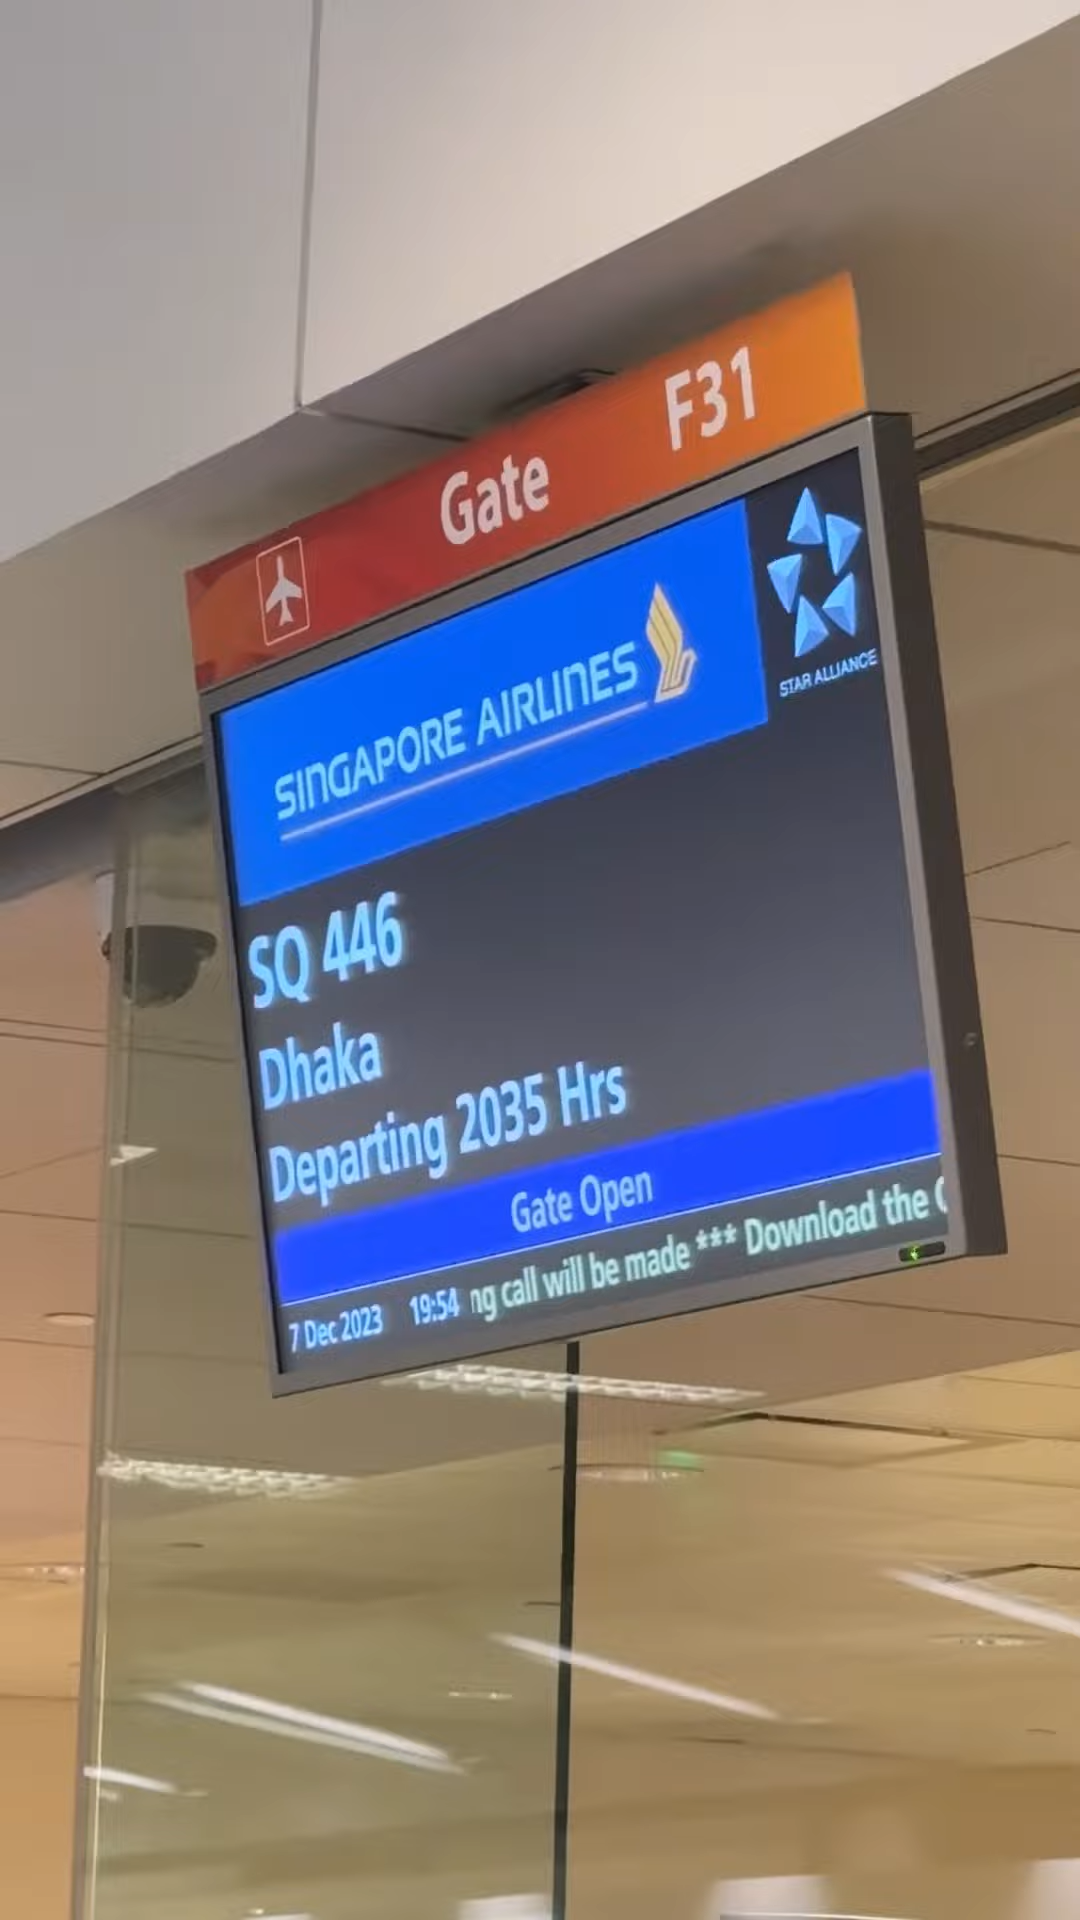 Gate F31
SINGAPORE AIRLINES
STAR ALLIANCE
SQ 446
Dhaka
Departing 2035 Hrs
Gate Open
7 Dec 2023 19:54 ng call will be made *** Download the